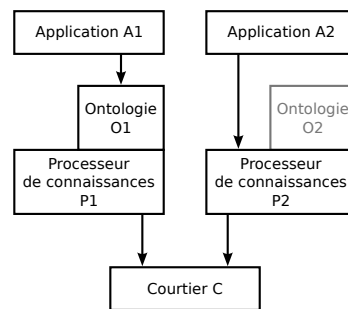 Application A1
Application A2
Ontologie
O1
Ontologie
O2
Processeur
de connaissances
P1
Processeur
de connaissances
P2
Courtier C